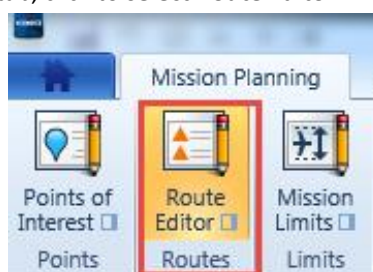 Mission Planning
Points of Interest
Route Editor
Mission Limits
Points
Routes
Limits